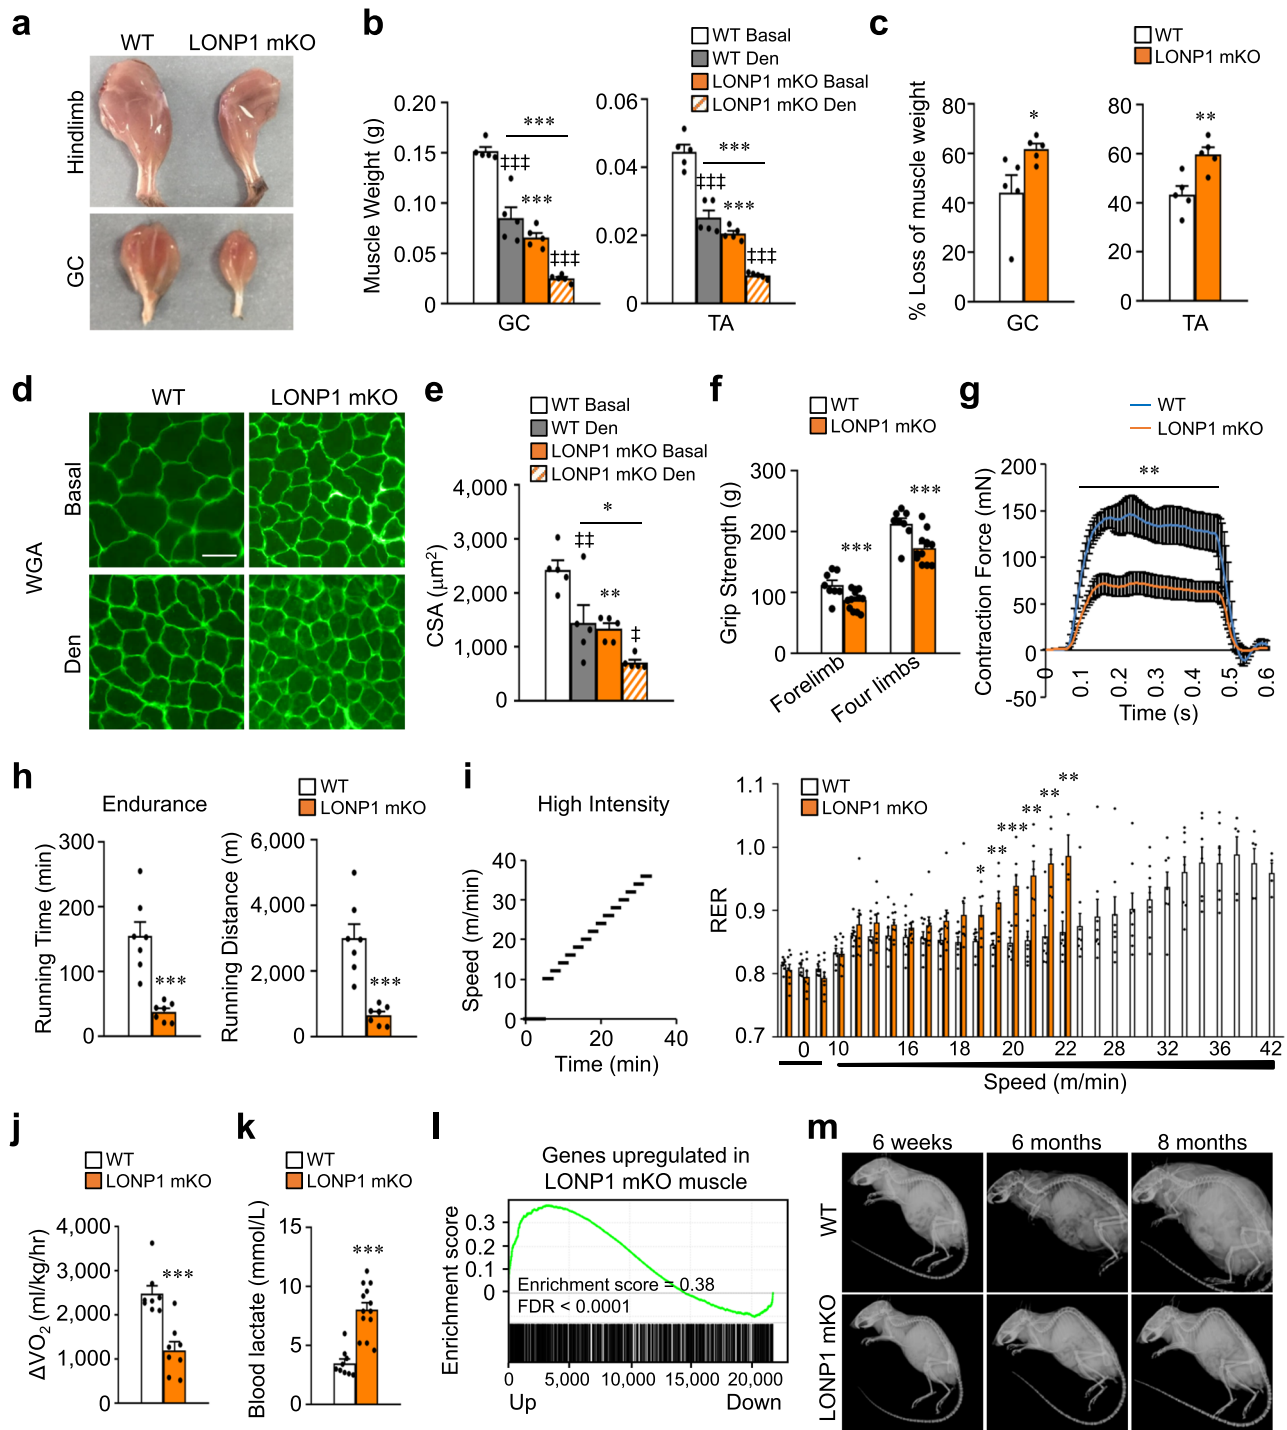 a
WT LONP1 mKO
Hindlimb
GC
b
WT Basal
WT Den
LONP1 mKO Basal
LONP1 mKO Den
Muscle Weight (g)
0.20
0.15
0.10
0.05
0
***
‡‡‡
***
‡‡‡
GC
0.06
0.04
0.02
0
***
‡‡‡
***
‡‡‡
TA
c
WT
LONP1 mKO
% Loss of muscle weight
80
60
40
20
0
*
GC
80
60
40
20
0
**
TA
d
WT LONP1 mKO
WGA
Basal
Den
e
WT Basal
WT Den
LONP1 mKO Basal
LONP1 mKO Den
CSA (μm²)
4,000
3,000
2,000
1,000
0
*
‡‡
**
‡
f
WT
LONP1 mKO
Grip Strength (g)
300
200
100
0
***
***
Forelimb
Four limbs
g
WT
LONP1 mKO
Contraction Force (mN)
200
150
100
50
0
-50
**
0 0.1 0.2 0.3 0.4 0.5 0.6
Time (s)
h
Endurance
WT
LONP1 mKO
Running Time (min)
300
200
100
0
***
Running Distance (m)
6,000
4,000
2,000
0
***
i
High Intensity
Speed (m/min)
40
30
20
10
0
0 20 40
Time (min)
WT
LONP1 mKO
RER
1.1
1.0
0.9
0.8
0.7
* ** *** ** ** **
0 10 16 18 20 22 28 32 36 42
Speed (m/min)
j
WT
LONP1 mKO
ΔVO₂ (ml/kg/hr)
4,000
3,000
2,000
1,000
0
***
k
WT
LONP1 mKO
Blood lactate (mmol/L)
15
10
5
0
***
l
Genes upregulated in
LONP1 mKO muscle
Enrichment score
0.3
0.2
0.1
0
Enrichment score = 0.38
FDR < 0.0001
0 5,000 10,000 15,000 20,000
Up Down
m
6 weeks 6 months 8 months
WT
LONP1 mKO